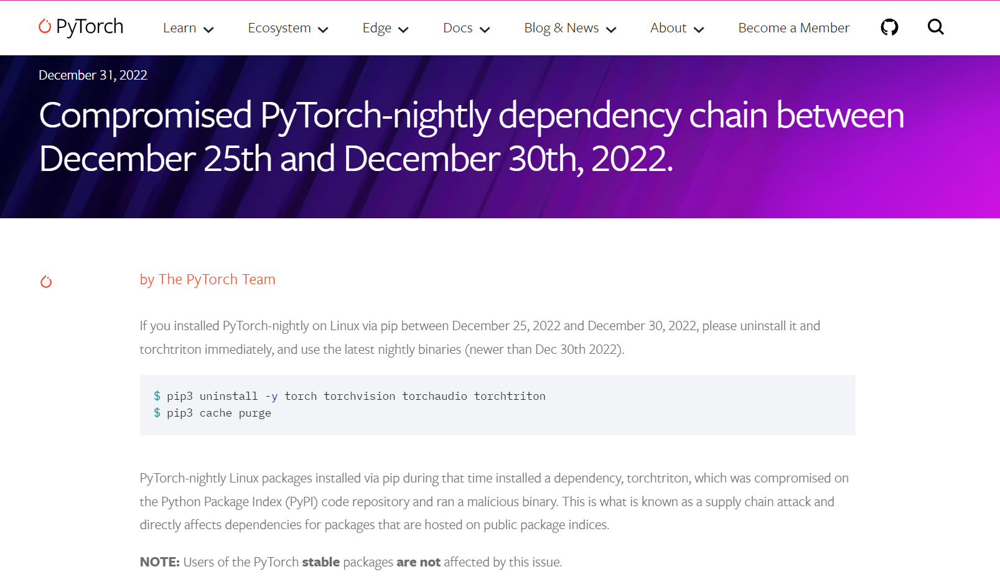 PyTorch
Learn
Ecosystem
Edge
Docs
Blog & News
About
Become a Member
December 31, 2022
Compromised PyTorch-nightly dependency chain between
December 25th and December 30th, 2022.
by The PyTorch Team
If you installed PyTorch-nightly on Linux via pip between December 25, 2022 and December 30, 2022, please uninstall it and
torchtriton immediately, and use the latest nightly binaries (newer than Dec 30th 2022).
$ pip3 uninstall -y torch torchvision torchaudio torchtriton
$ pip3 cache purge
PyTorch-nightly Linux packages installed via pip during that time installed a dependency, torchtriton, which was compromised on
the Python Package Index (PyPI) code repository and ran a malicious binary. This is what is known as a supply chain attack and
directly affects dependencies for packages that are hosted on public package indices.
NOTE: Users of the PyTorch stable packages are not affected by this issue.